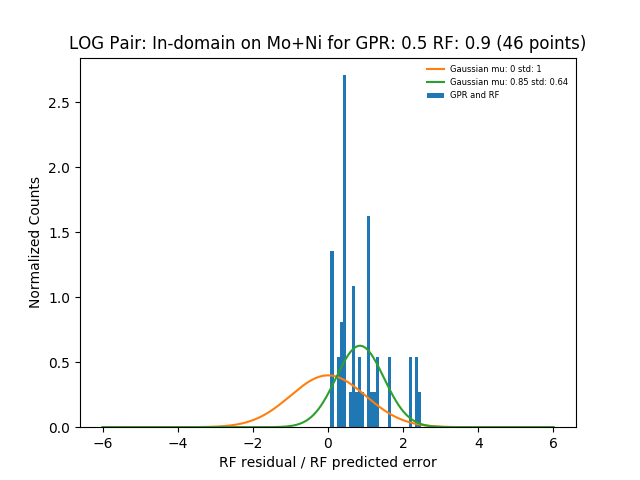 LOG Pair: In-domain on Mo+Ni for GPR: 0.5 RF: 0.9 (46 points)
Gaussian mu: 0 std: 1
Gaussian mu: 0.85 std: 0.64
GPR and RF
Normalized Counts
2.5
2.0
1.5
1.0
0.5
0.0
−6 −4 −2 0 2 4 6
RF residual / RF predicted error